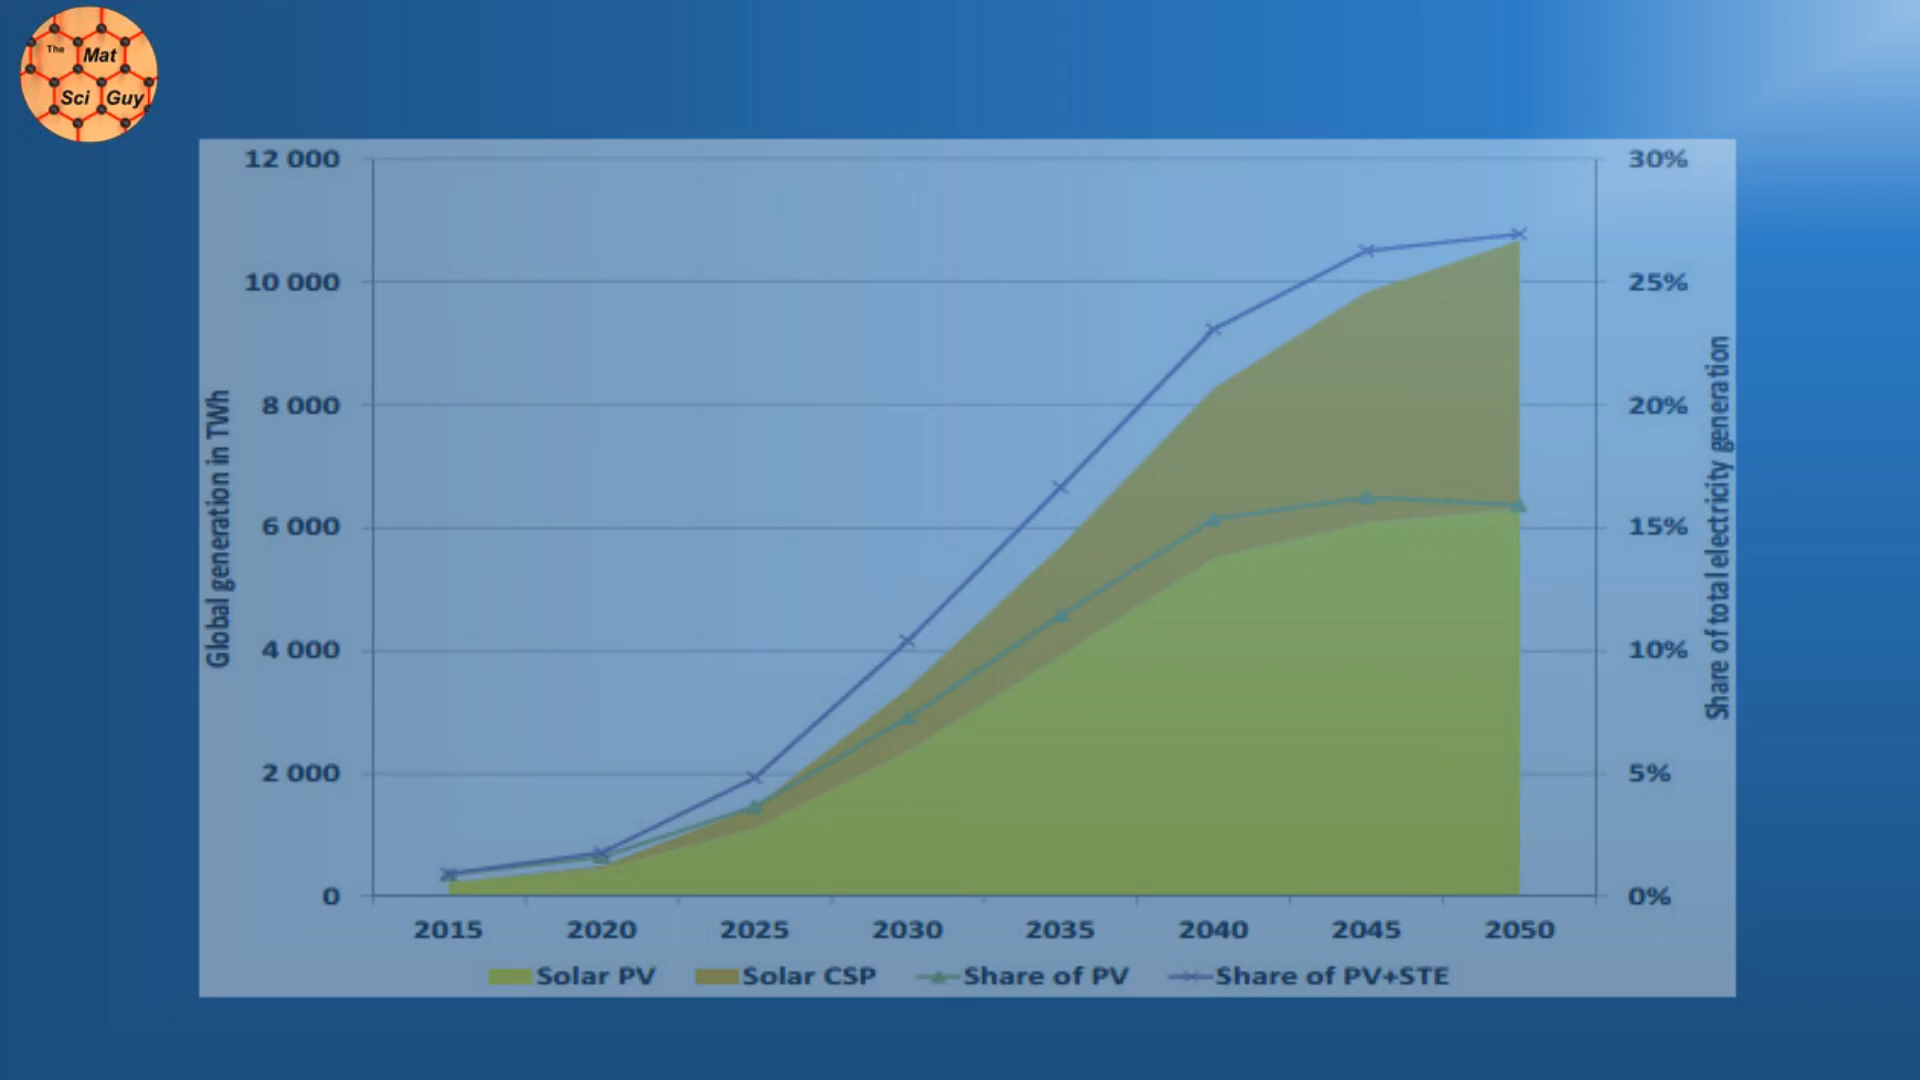 The Mat
Sci Guy
12 000
10 000
8 000
6 000
4 000
2 000
0
Global generation in TWh
30%
25%
20%
15%
10%
5%
0%
Share of total electricity generation
2015 2020 2025 2030 2035 2040 2045 2050
Solar PV Solar CSP Share of PV Share of PV+STE